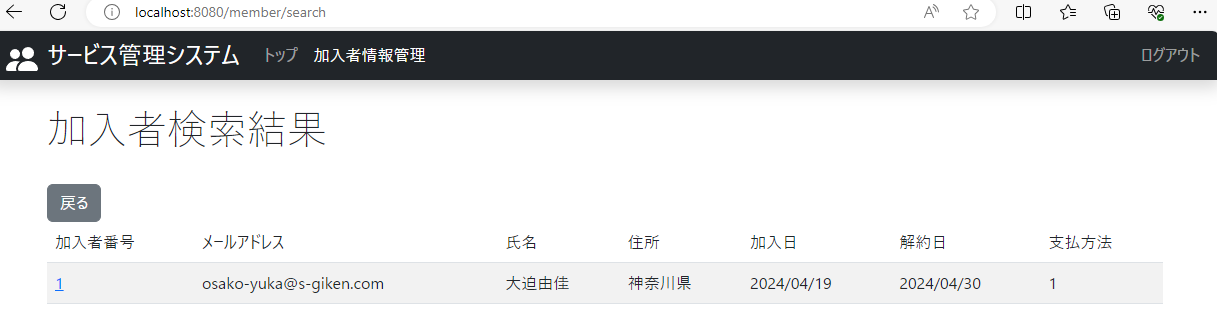 localhost:8080/member/search
サービス管理システム トップ 加入者情報管理 ログアウト
加入者検索結果
戻る
加入者番号 メールアドレス 氏名 住所 加入日 解約日 支払方法
1 osako-yuka@s-giken.com 大迫由佳 神奈川県 2024/04/19 2024/04/30 1